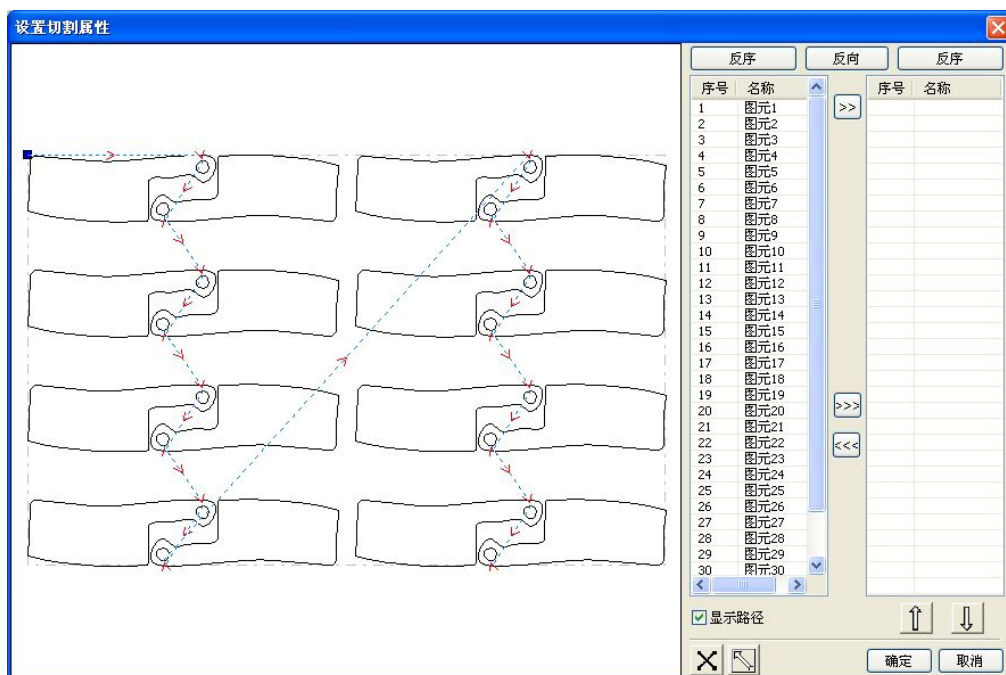 设置切割属性
反序 反向 反序
序号 名称
1 图元1
2 图元2
3 图元3
4 图元4
5 图元5
6 图元6
7 图元7
8 图元8
9 图元9
10 图元10
11 图元11
12 图元12
13 图元13
14 图元14
15 图元15
16 图元16
17 图元17
18 图元18
19 图元19
20 图元20
21 图元21
22 图元22
23 图元23
24 图元24
25 图元25
26 图元26
27 图元27
28 图元28
29 图元29
30 图元30
>>
>>>
<<<
序号 名称
显示路径
确定 取消